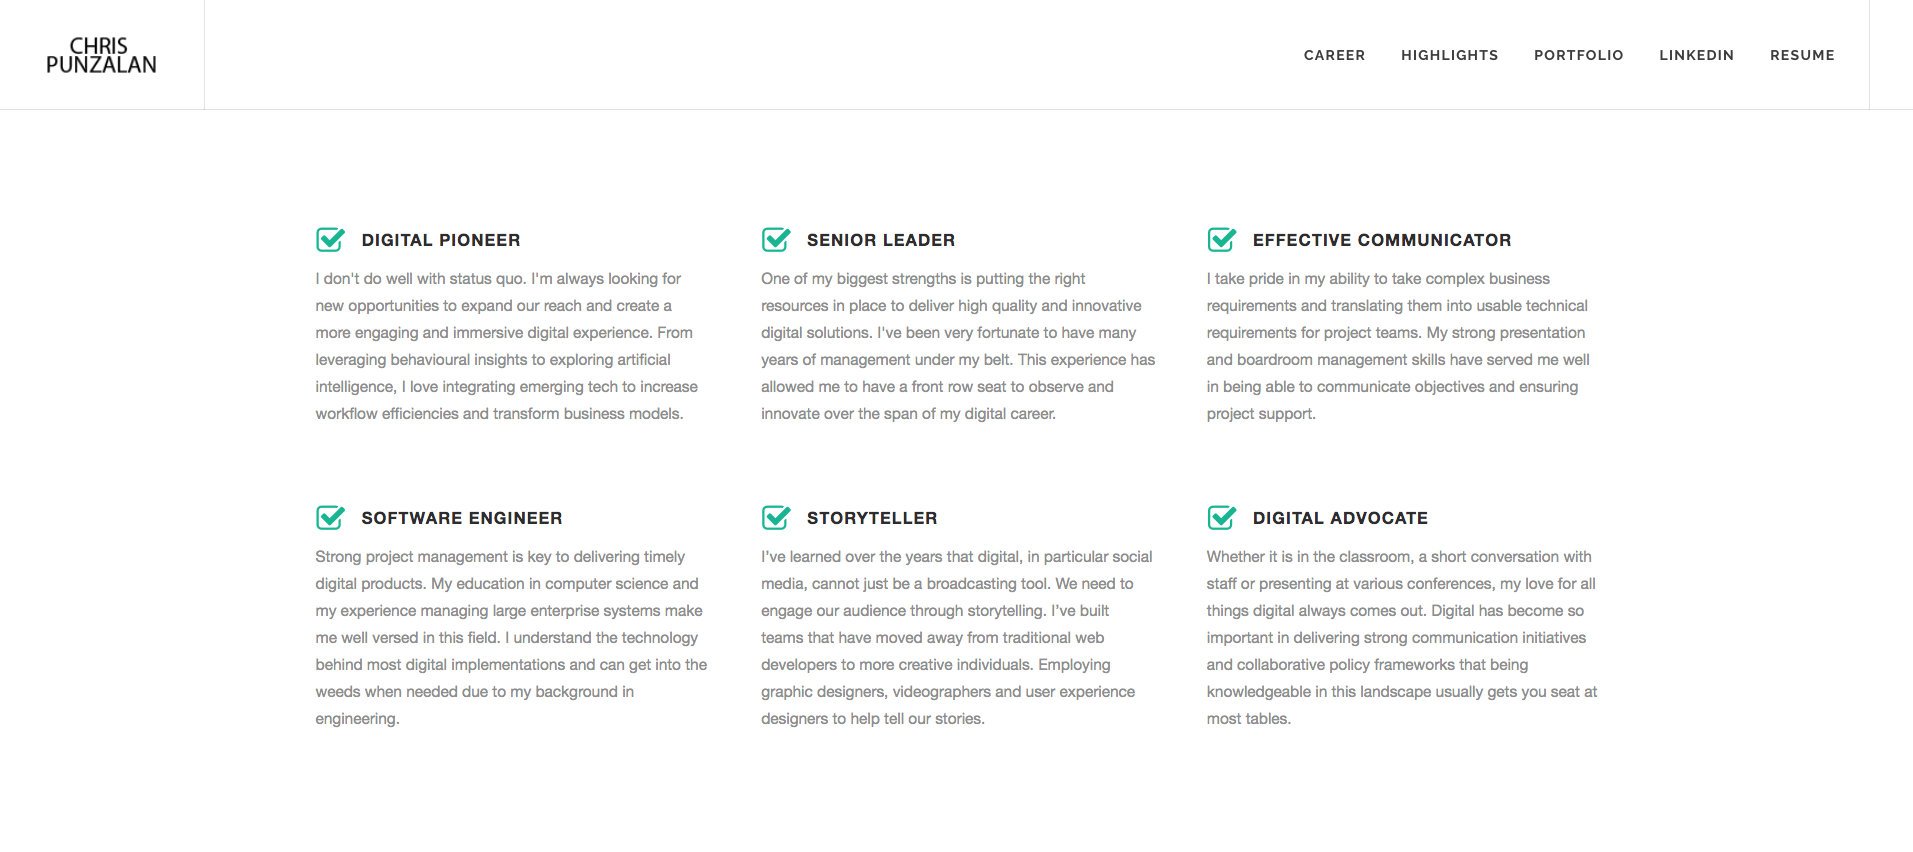 CHRIS
PUNZALAN
CAREER HIGHLIGHTS PORTFOLIO LINKEDIN RESUME
DIGITAL PIONEER
I don't do well with status quo. I'm always looking for
new opportunities to expand our reach and create a
more engaging and immersive digital experience. From
leveraging behavioural insights to exploring artificial
intelligence, I love integrating emerging tech to increase
workflow efficiencies and transform business models.
SENIOR LEADER
One of my biggest strengths is putting the right
resources in place to deliver high quality and innovative
digital solutions. I've been very fortunate to have many
years of management under my belt. This experience has
allowed me to have a front row seat to observe and
innovate over the span of my digital career.
EFFECTIVE COMMUNICATOR
I take pride in my ability to take complex business
requirements and translating them into usable technical
requirements for project teams. My strong presentation
and boardroom management skills have served me well
in being able to communicate objectives and ensuring
project support.
SOFTWARE ENGINEER
Strong project management is key to delivering timely
digital products. My education in computer science and
my experience managing large enterprise systems make
me well versed in this field. I understand the technology
behind most digital implementations and can get into the
weeds when needed due to my background in
engineering.
STORYTELLER
I’ve learned over the years that digital, in particular social
media, cannot just be a broadcasting tool. We need to
engage our audience through storytelling. I’ve built
teams that have moved away from traditional web
developers to more creative individuals. Employing
graphic designers, videographers and user experience
designers to help tell our stories.
DIGITAL ADVOCATE
Whether it is in the classroom, a short conversation with
staff or presenting at various conferences, my love for all
things digital always comes out. Digital has become so
important in delivering strong communication initiatives
and collaborative policy frameworks that being
knowledgeable in this landscape usually gets you seat at
most tables.